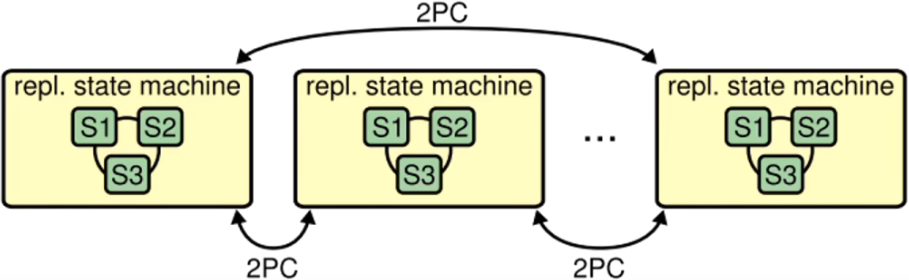 2PC
repl. state machine
S1 S2
S3
repl. state machine
S1 S2
S3
...
repl. state machine
S1 S2
S3
2PC
2PC